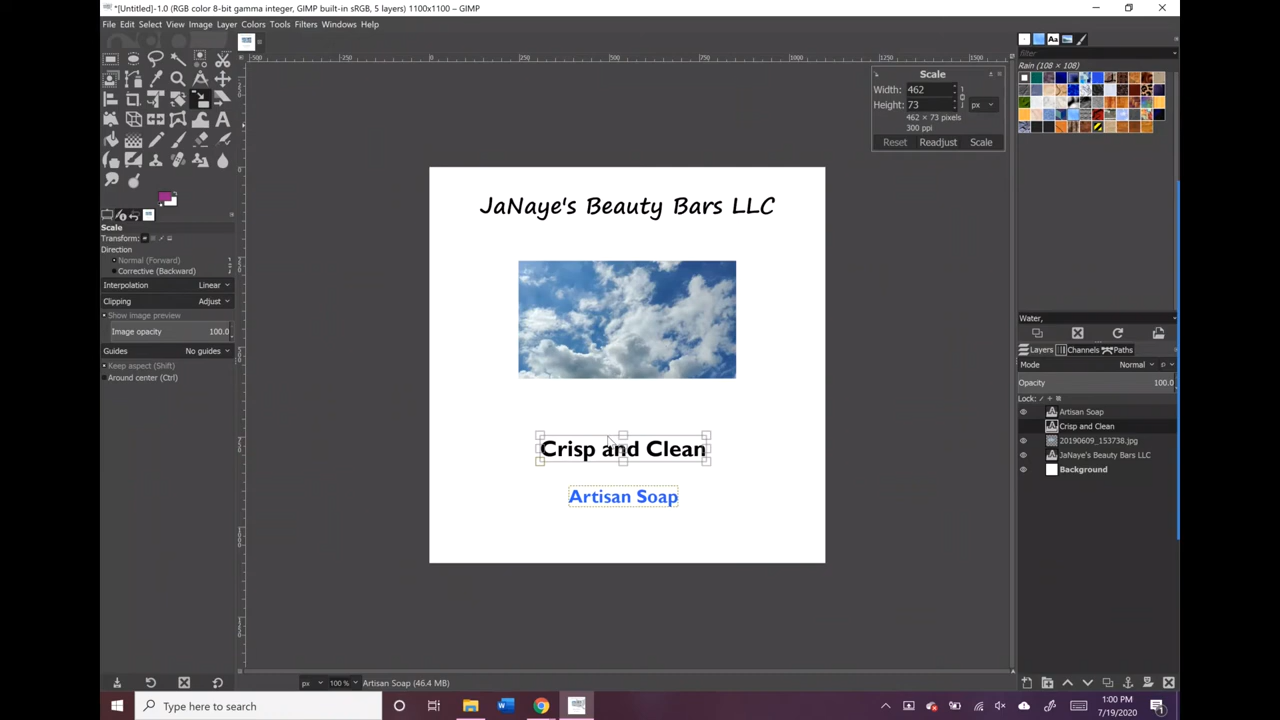 *[Untitled]-1.0 (RGB color 8-bit gamma integer, GIMP built-in sRGB, 5 layers) 1100x1100 – GIMP
File Edit Select View Image Layer Colors Tools Filters Windows Help
Scale
Width: 462
Height: 73 px
462 × 73 pixels
300 ppi
Reset Readjust Scale
filter
Rain (108 × 108)
JaNaye's Beauty Bars LLC
Crisp and Clean
Artisan Soap
Scale
Transform:
Direction
Normal (Forward)
Corrective (Backward)
Interpolation Linear
Clipping Adjust
Show image preview
Image opacity 100.0
Guides No guides
Keep aspect (Shift)
Around center (Ctrl)
Water,
Layers Channels Paths
Mode Normal
Opacity 100.0
Lock:
Artisan Soap
Crisp and Clean
20190609_153738.jpg
JaNaye's Beauty Bars LLC
Background
px 100 % Artisan Soap (46.4 MB)
Type here to search
1:00 PM
7/19/2020